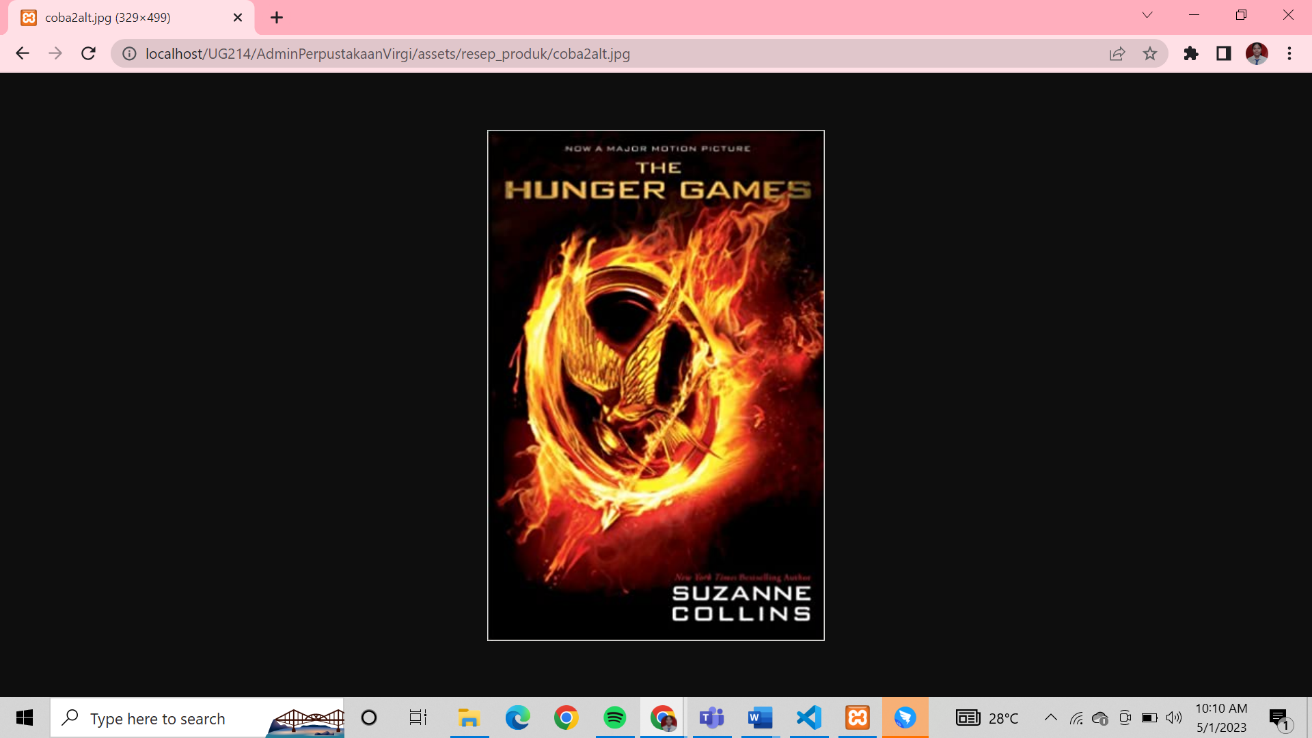 coba2alt.jpg (329×499)
localhost/UG214/AdminPerpustakaanVirgi/assets/resep_produk/coba2alt.jpg
NOW A MAJOR MOTION PICTURE
THE
HUNGER GAMES
New York Times Bestselling Author
SUZANNE
COLLINS
Type here to search
28°C
10:10 AM
5/1/2023
1